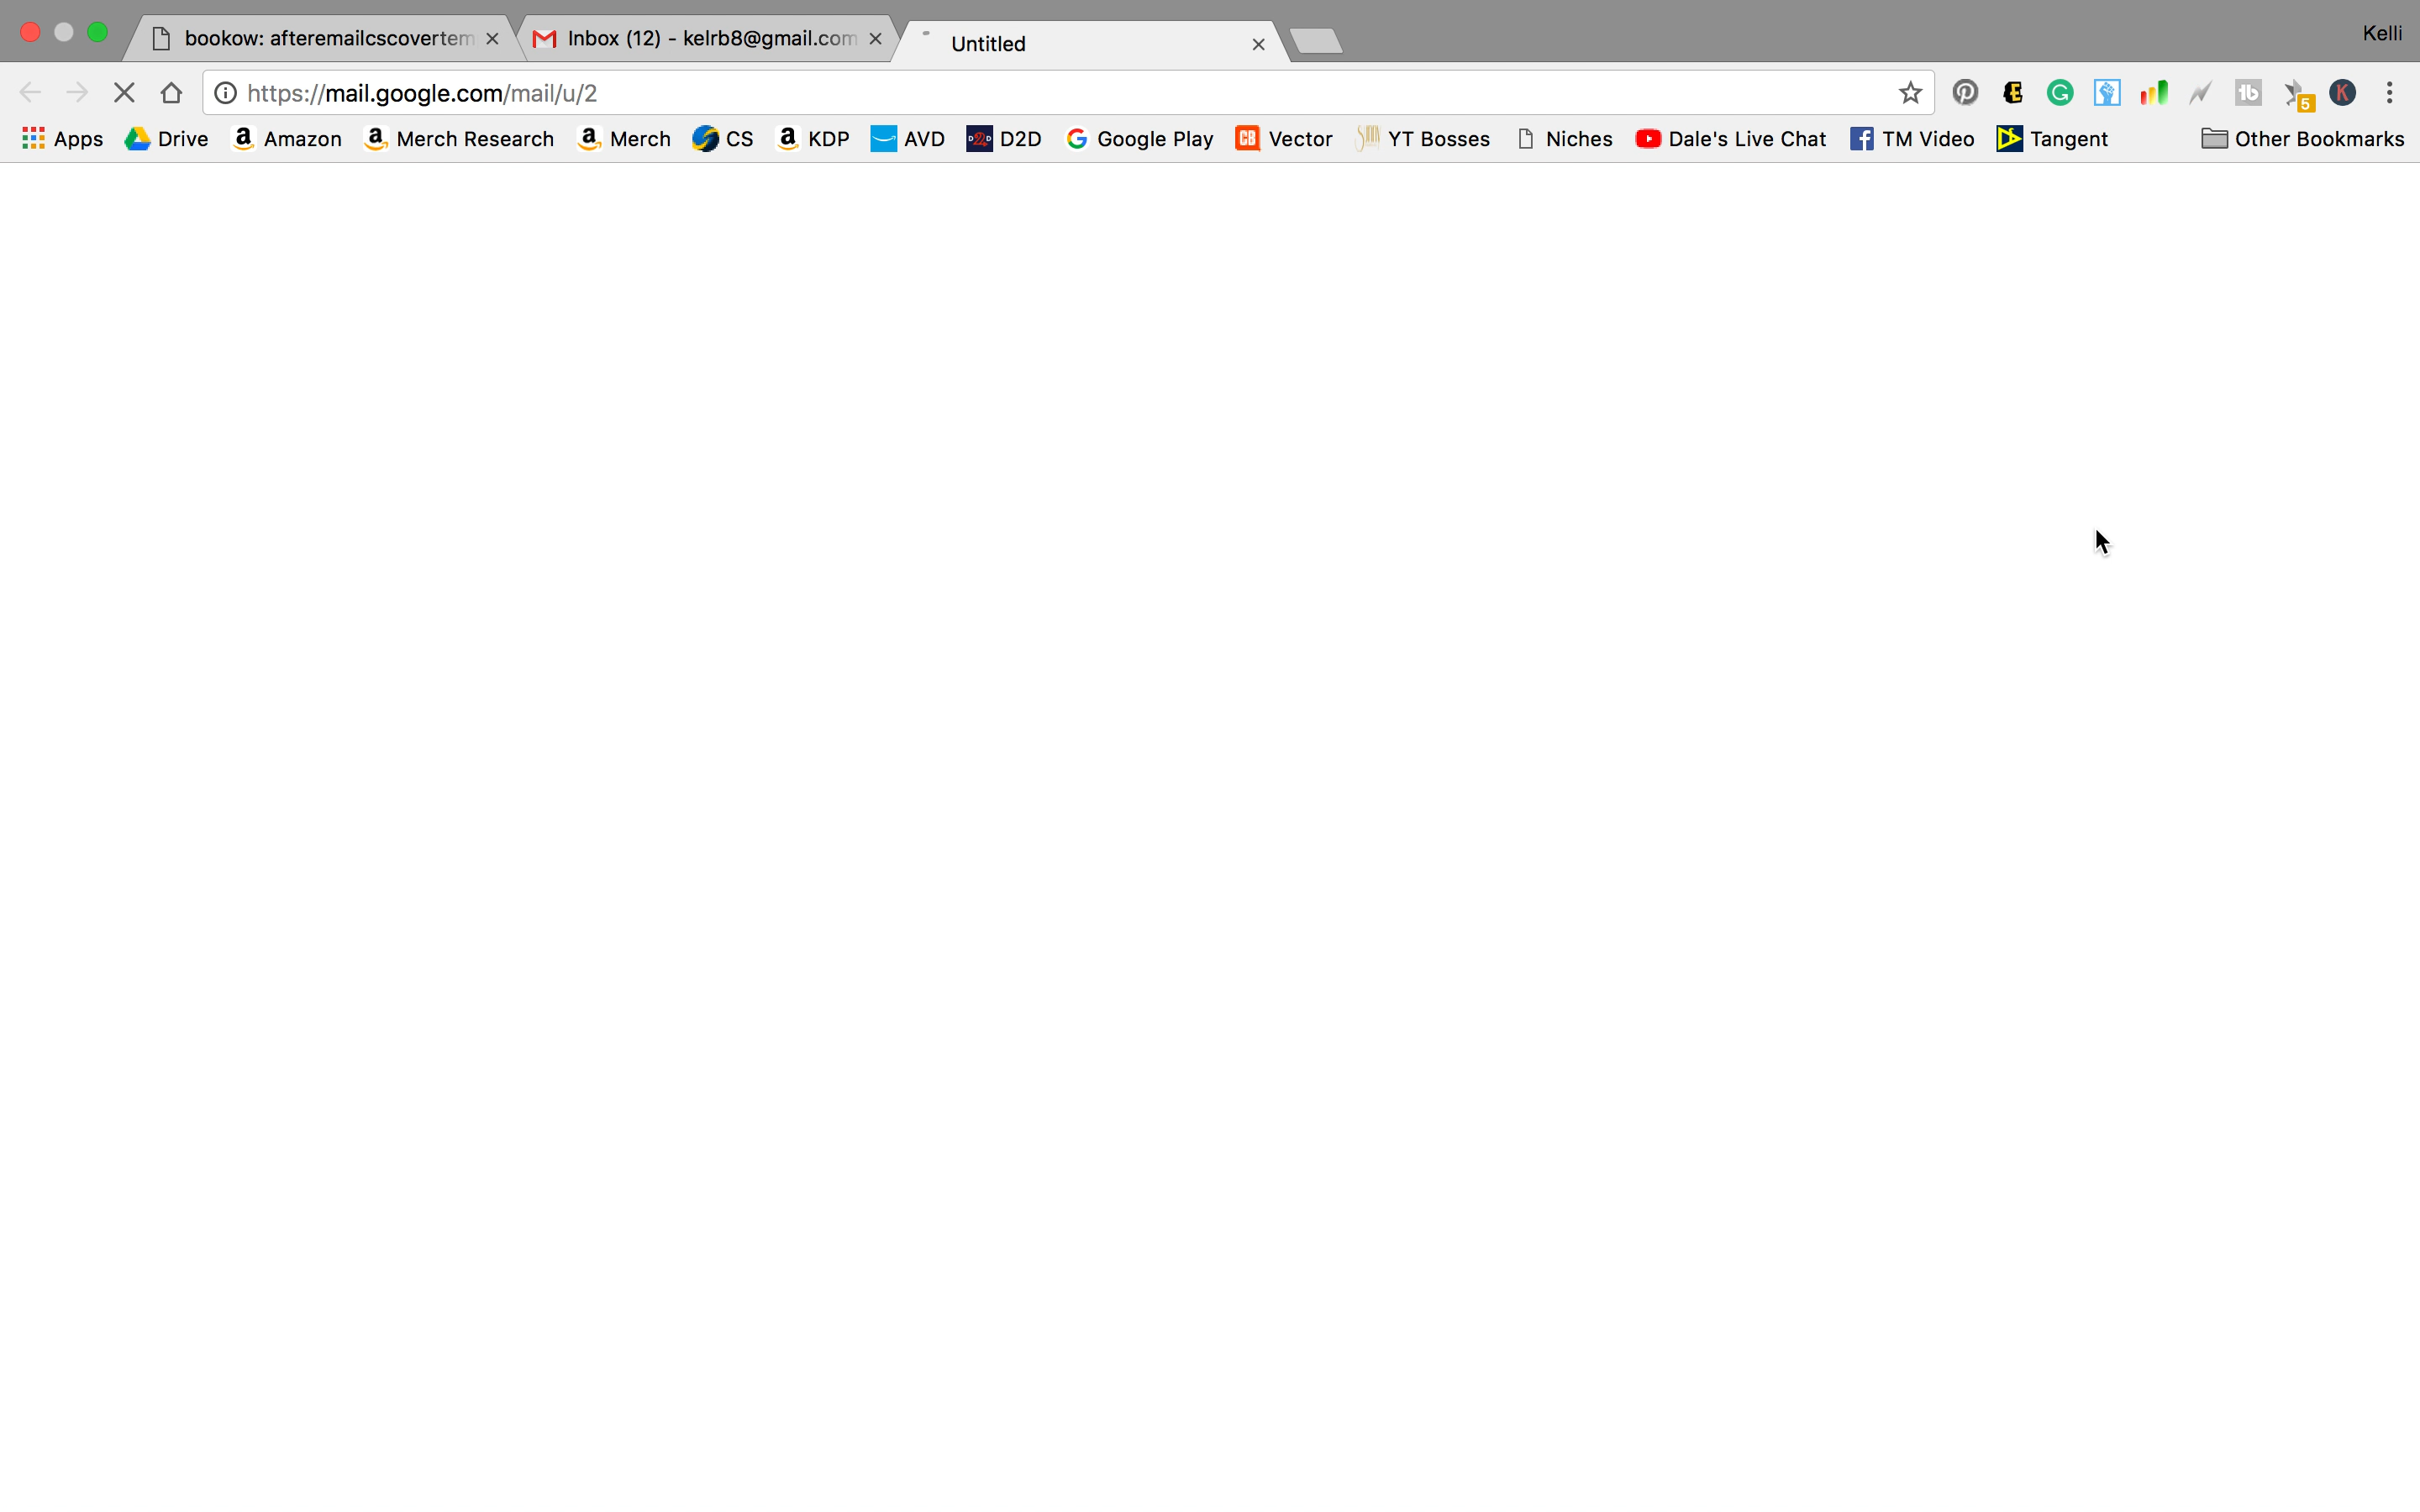 bookow: afteremailcscovertem
Inbox (12) - kelrb8@gmail.com
Untitled
Kelli
https://mail.google.com/mail/u/2
5
K
Apps
Drive
Amazon
Merch Research
Merch
CS
KDP
AVD
D2D
Google Play
CB Vector
YT Bosses
Niches
Dale's Live Chat
TM Video
Tangent
Other Bookmarks